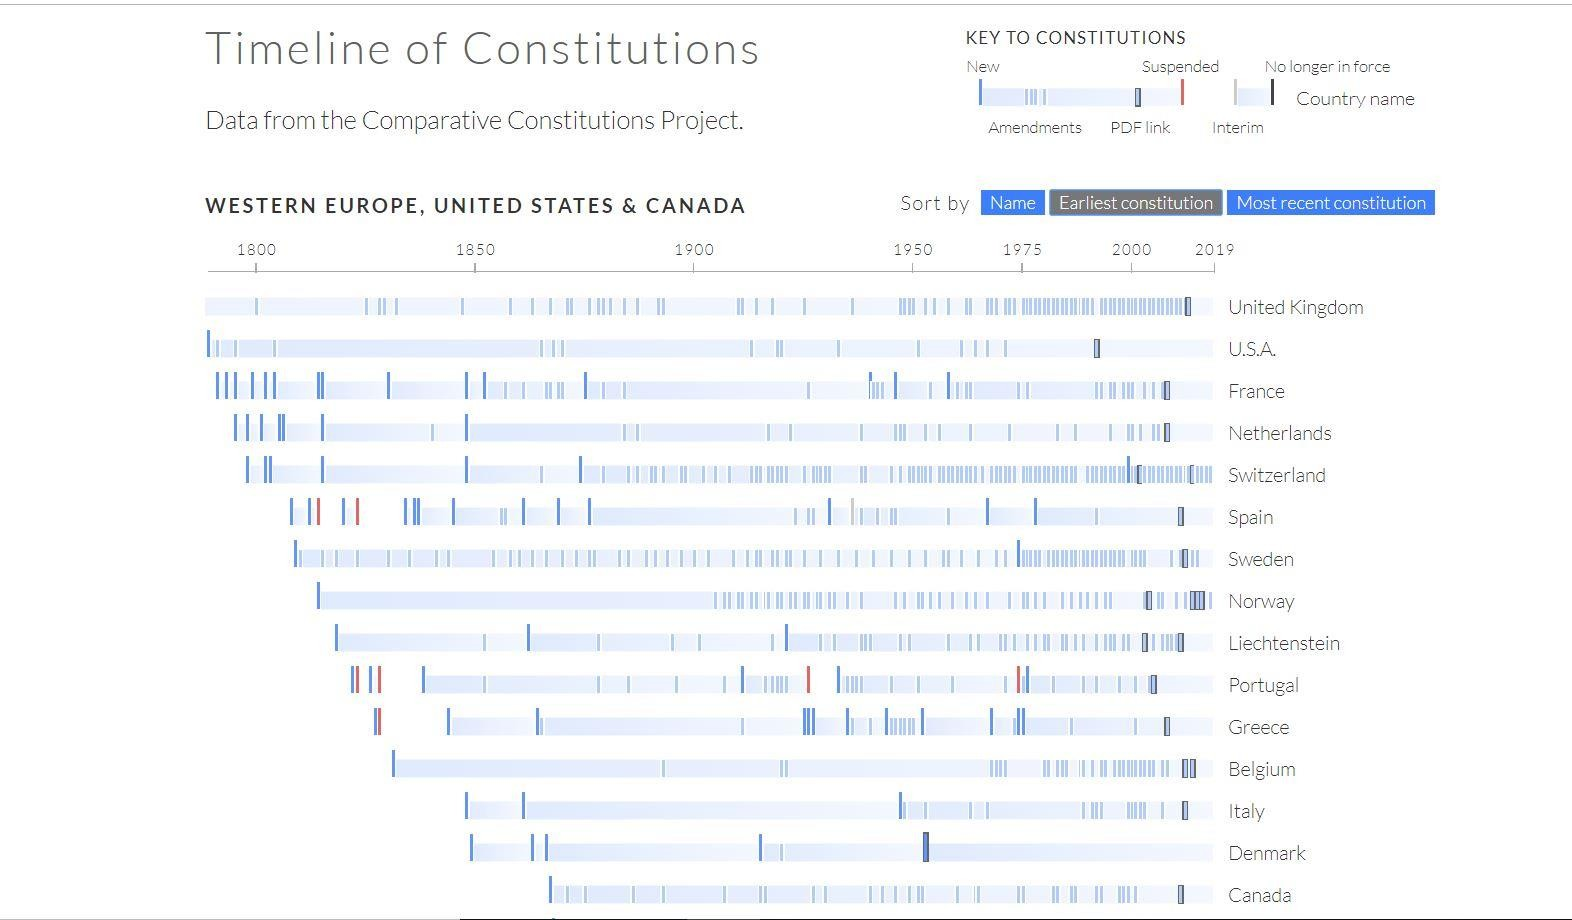 Timeline of Constitutions
KEY TO CONSTITUTIONS
New Suspended No longer in force
Country name
Amendments PDF link Interim
Data from the Comparative Constitutions Project.
WESTERN EUROPE, UNITED STATES & CANADA
Sort by Name Earliest constitution Most recent constitution
1800 1850 1900 1950 1975 2000 2019
United Kingdom
U.S.A.
France
Netherlands
Switzerland
Spain
Sweden
Norway
Liechtenstein
Portugal
Greece
Belgium
Italy
Denmark
Canada